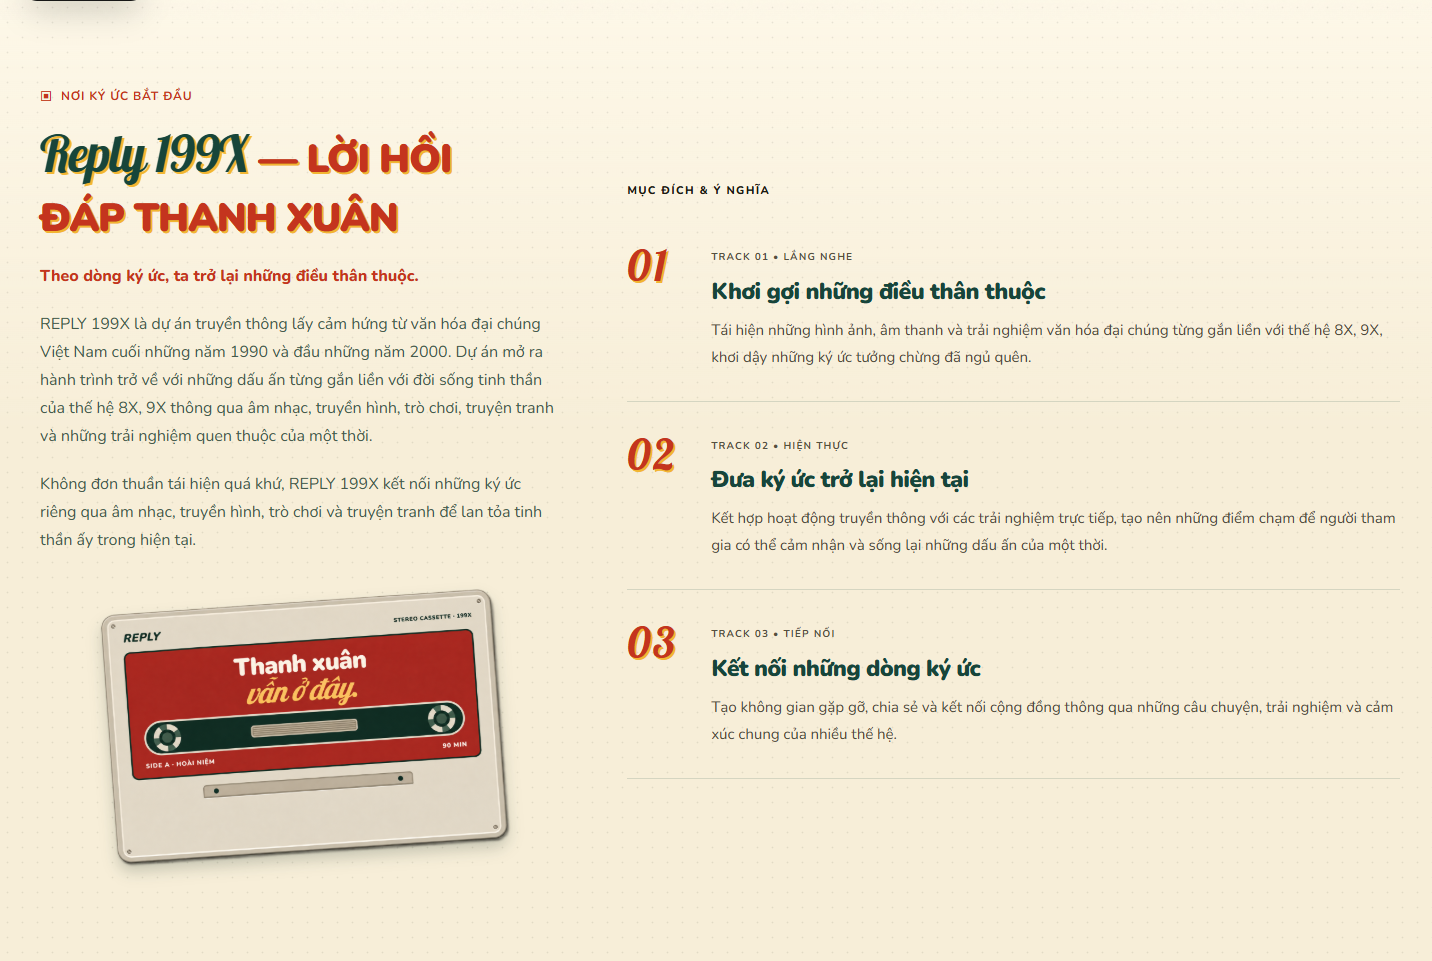 NƠI KÝ ỨC BẮT ĐẦU
Reply 199X — LỜI HỒI
ĐÁP THANH XUÂN
Theo dòng ký ức, ta trở lại những điều thân thuộc.
REPLY 199X là dự án truyền thông lấy cảm hứng từ văn hóa đại chúng
Việt Nam cuối những năm 1990 và đầu những năm 2000. Dự án mở ra
hành trình trở về với những dấu ấn từng gắn liền với đời sống tinh thần
của thế hệ 8X, 9X thông qua âm nhạc, truyền hình, trò chơi, truyện tranh
và những trải nghiệm quen thuộc của một thời.
Không đơn thuần tái hiện quá khứ, REPLY 199X kết nối những ký ức
riêng qua âm nhạc, truyền hình, trò chơi và truyện tranh để lan tỏa tinh
thần ấy trong hiện tại.
REPLY
STEREO CASSETTE · 199X
Thanh xuân
vẫn ở đây.
SIDE A · HOÀI NIỆM
90 MIN
MỤC ĐÍCH & Ý NGHĨA
01
TRACK 01 • LẮNG NGHE
Khơi gợi những điều thân thuộc
Tái hiện những hình ảnh, âm thanh và trải nghiệm văn hóa đại chúng từng gắn liền với thế hệ 8X, 9X,
khơi dậy những ký ức tưởng chừng đã ngủ quên.
02
TRACK 02 • HIỆN THỰC
Đưa ký ức trở lại hiện tại
Kết hợp hoạt động truyền thông với các trải nghiệm trực tiếp, tạo nên những điểm chạm để người tham
gia có thể cảm nhận và sống lại những dấu ấn của một thời.
03
TRACK 03 • TIẾP NỐI
Kết nối những dòng ký ức
Tạo không gian gặp gỡ, chia sẻ và kết nối cộng đồng thông qua những câu chuyện, trải nghiệm và cảm
xúc chung của nhiều thế hệ.